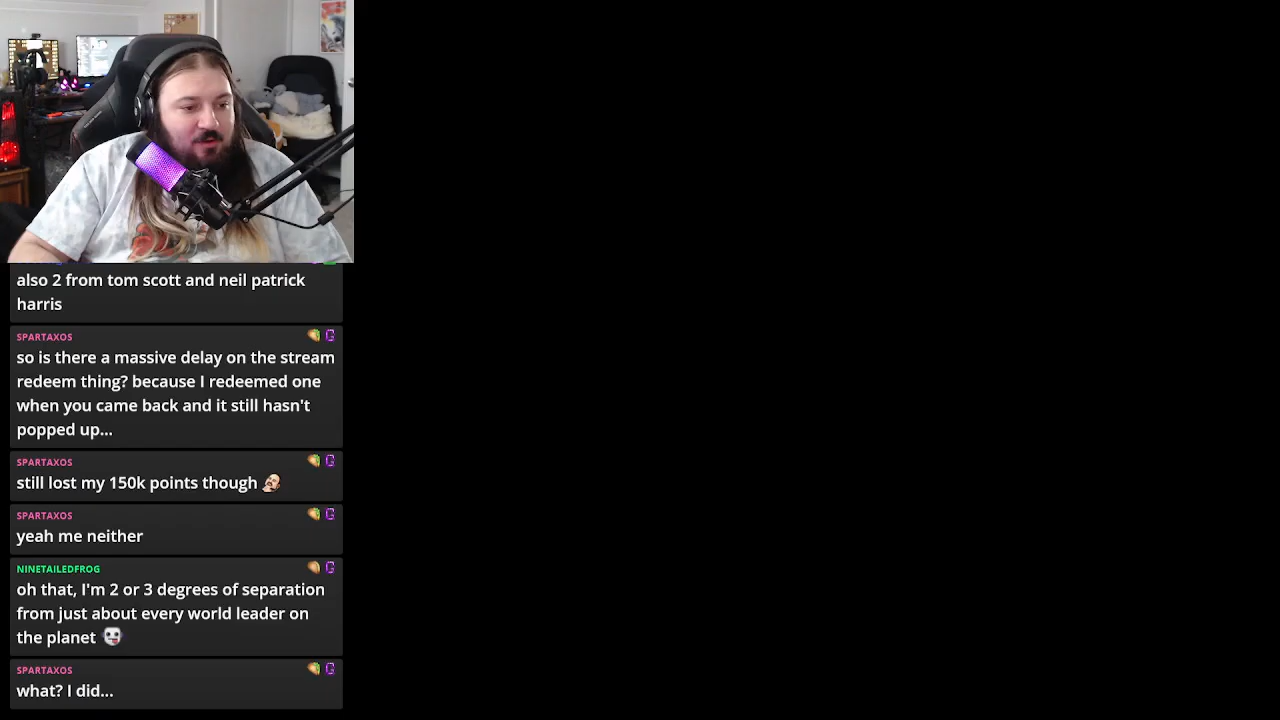 also 2 from tom scott and neil patrick
harris
SPARTAXOS
so is there a massive delay on the stream
redeem thing? because I redeemed one
when you came back and it still hasn't
popped up...
SPARTAXOS
still lost my 150k points though
SPARTAXOS
yeah me neither
NINETAILEDFROG
oh that, I'm 2 or 3 degrees of separation
from just about every world leader on
the planet
SPARTAXOS
what? I did...